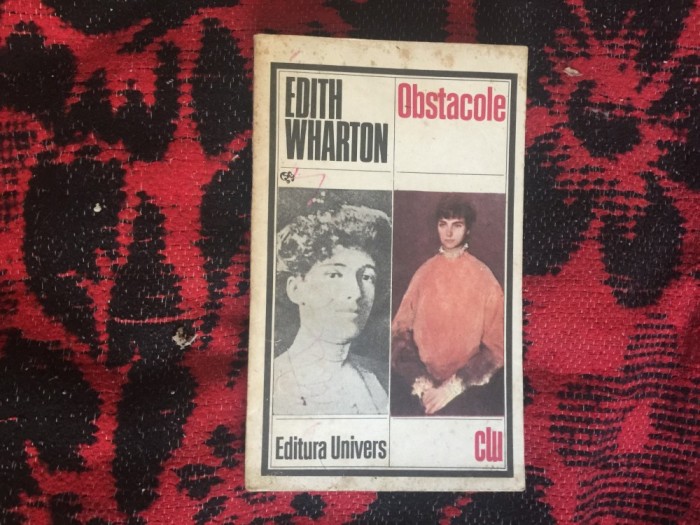 EDITH
WHARTON
Obstacole
Editura Univers
clu